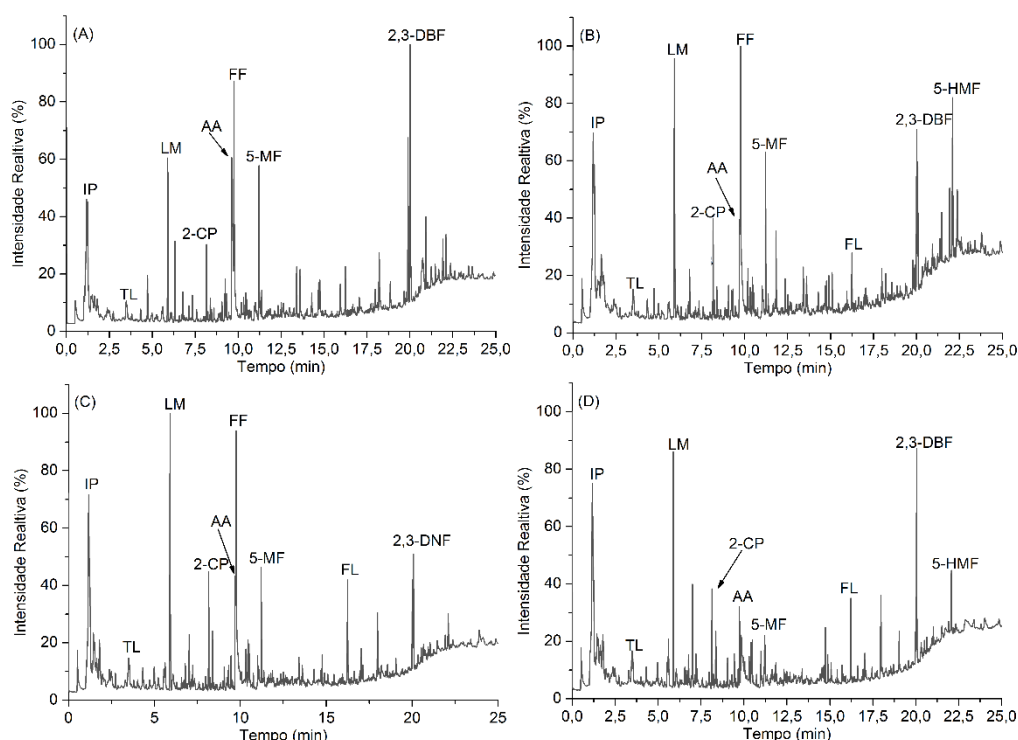 (A)
2,3-DBF
FF
AA
LM
5-MF
IP
2-CP
TL
100
80
60
40
20
0
Intensidade Realtiva (%)
0,0 2,5 5,0 7,5 10,0 12,5 15,0 17,5 20,0 22,5 25,0
Tempo (min)
(B)
LM
FF
5-HMF
2,3-DBF
IP
5-MF
AA
2-CP
FL
TL
100
80
60
40
20
0
Intensidade Realtiva (%)
0,0 2,5 5,0 7,5 10,0 12,5 15,0 17,5 20,0 22,5 25,0
Tempo (min)
(C)
LM
FF
IP
AA
2-CP
5-MF
FL
2,3-DNF
TL
100
80
60
40
20
0
Intensidade Realtiva (%)
0 5 10 15 20 25
Tempo (min)
(D)
LM
2,3-DBF
IP
2-CP
AA
5-MF
FL
5-HMF
TL
100
80
60
40
20
0
Intensidade Realtiva (%)
0,0 2,5 5,0 7,5 10,0 12,5 15,0 17,5 20,0 22,5 25,0
Tempo (min)